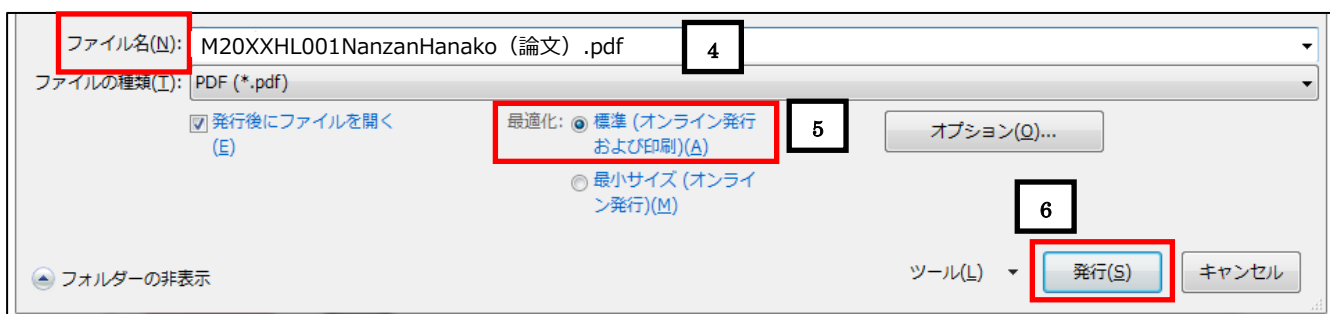 ファイル名(N): M20XXHL001NanzanHanako（論文）.pdf 4
ファイルの種類(T): PDF (*.pdf)
発行後にファイルを開く
(E)
最適化: 標準 (オンライン発行
および印刷)(A)
5
オプション(O)...
最小サイズ (オンライ
ン発行)(M)
6
フォルダーの非表示
ツール(L) 発行(S) キャンセル